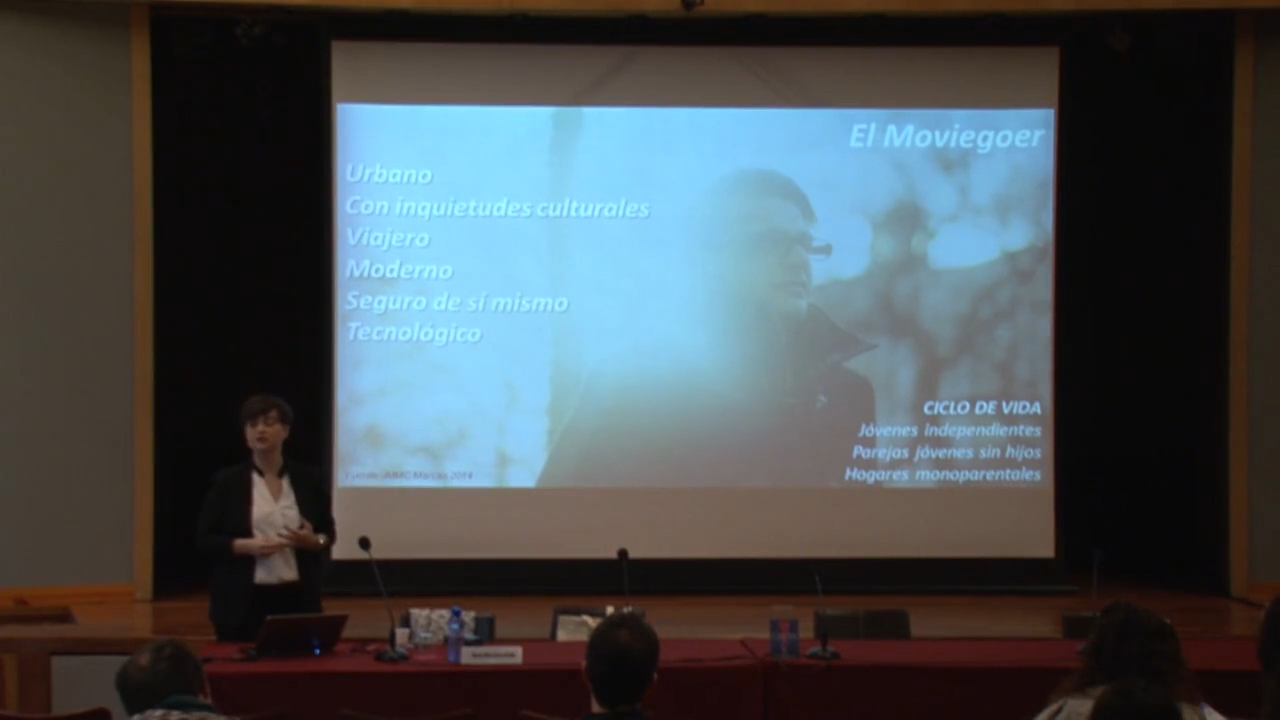 El Moviegoer
Urbano
Con inquietudes culturales
Viajero
Moderno
Seguro de sí mismo
Tecnológico
CICLO DE VIDA
Jóvenes independientes
Parejas jóvenes sin hijos
Hogares monoparentales